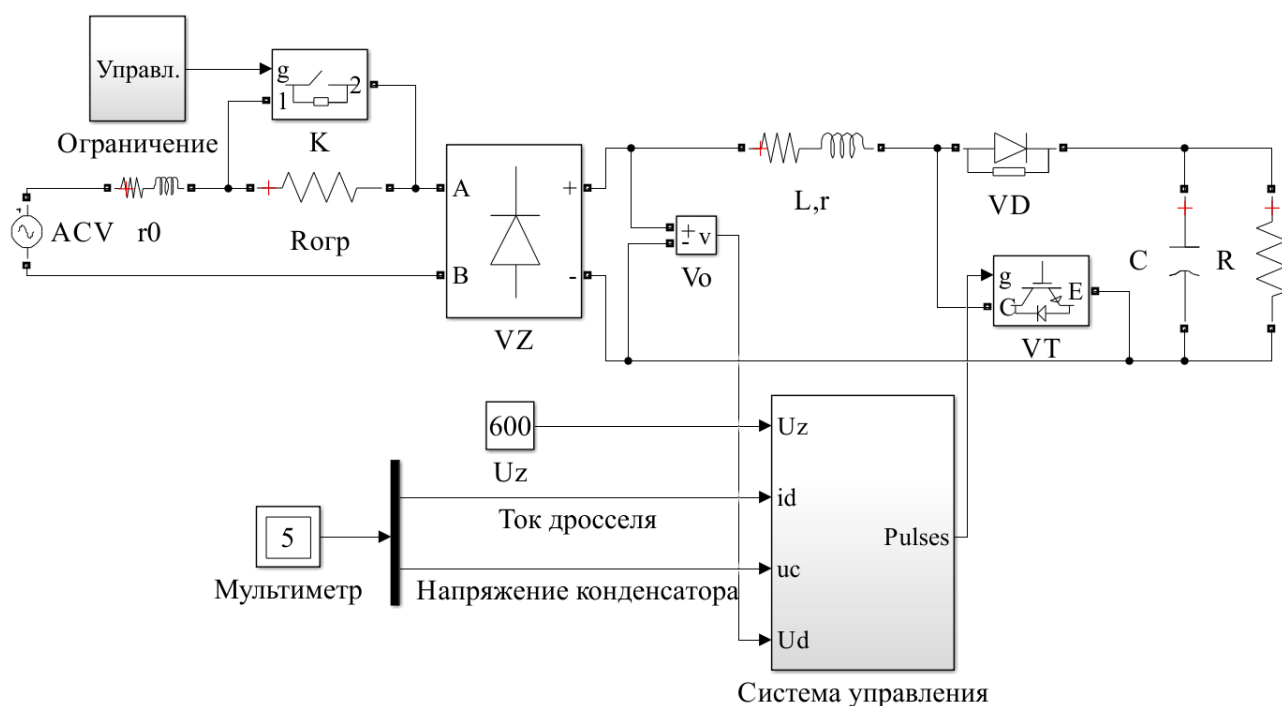 Управл.
g
1
2
Ограничение
K
ACV
r0
Rогр
A
B
+
-
VZ
+
-
v
Vo
L,r
VD
g
C
E
VT
C
R
600
Uz
Uz
id
uc
Ud
Pulses
Ток дросселя
5
Мультиметр
Напряжение конденсатора
Система управления